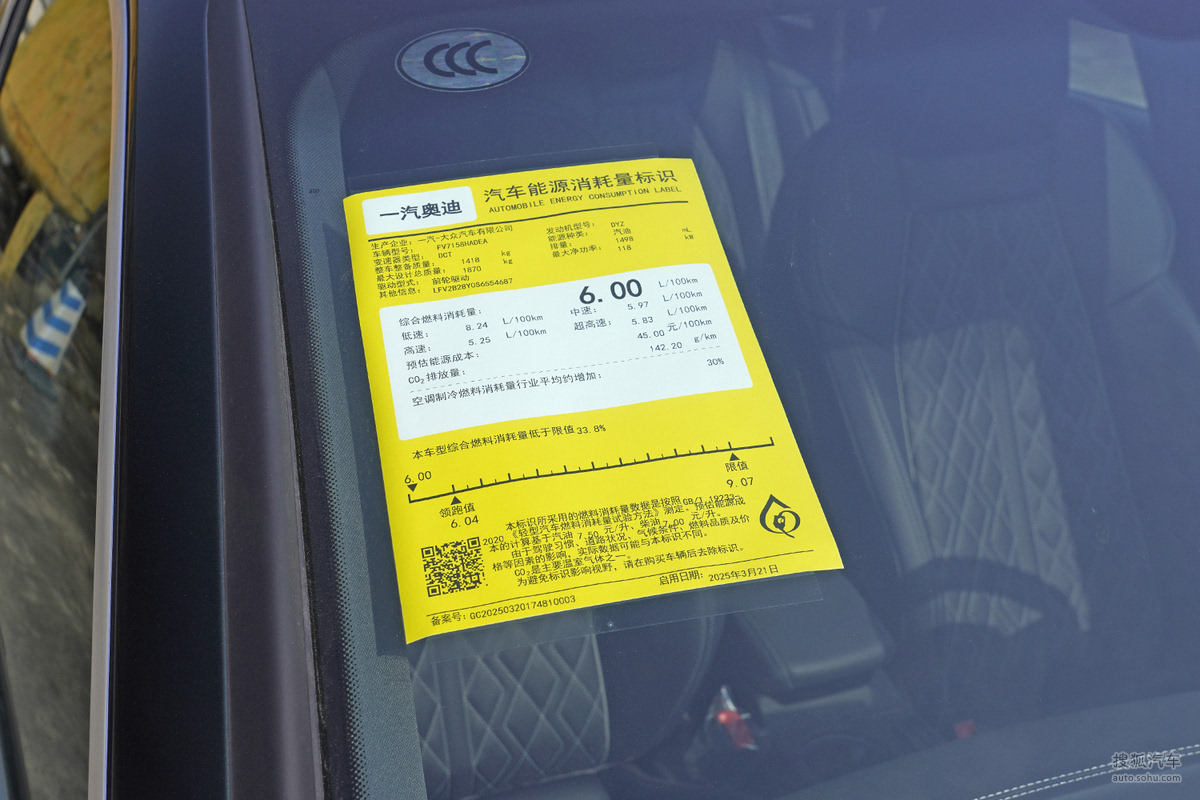 CCC
一汽奥迪
汽车能源消耗量标识
AUTOMOBILE ENERGY CONSUMPTION LABEL
生产企业: 一汽-大众汽车有限公司
车辆型号: FV7158HADEA
变速器类型: DCT
整车整备质量: 1418 kg
最大设计总质量: 1870 kg
驱动型式: 前轮驱动
其他信息: LFV2B28Y0S6554687
发动机型号: DYZ
能源种类: 汽油
排量: 1498 mL
最大净功率: 118 kW
综合燃料消耗量: 6.00 L/100km
低速: 8.24 L/100km 中速: 5.97 L/100km
高速: 5.25 L/100km 超高速: 5.83 L/100km
预估能源成本: 45.00 元/100km
CO₂排放量: 142.20 g/km
空调制冷燃料消耗量行业平均约增加: 30%
本车型综合燃料消耗量低于限值33.8%
6.00
领跑值
6.04
限值
9.07
本标识所采用的燃料消耗量数据是按照GB/T 19233-
2020《轻型汽车燃料消耗量试验方法》测定。预估能源成
本的计算基于汽油 7.50 元/升、柴油 7.00 元/升。
由于驾驶习惯、道路状况、气候条件、燃料品质及价
格等因素的影响, 实际数据可能与本标识不同。
CO₂是主要温室气体之一。
为避免标识影响视野, 请在购买车辆后去除标识。
备案号: GC20250320174810003
启用日期: 2025年3月21日
搜狐汽车
auto.sohu.com